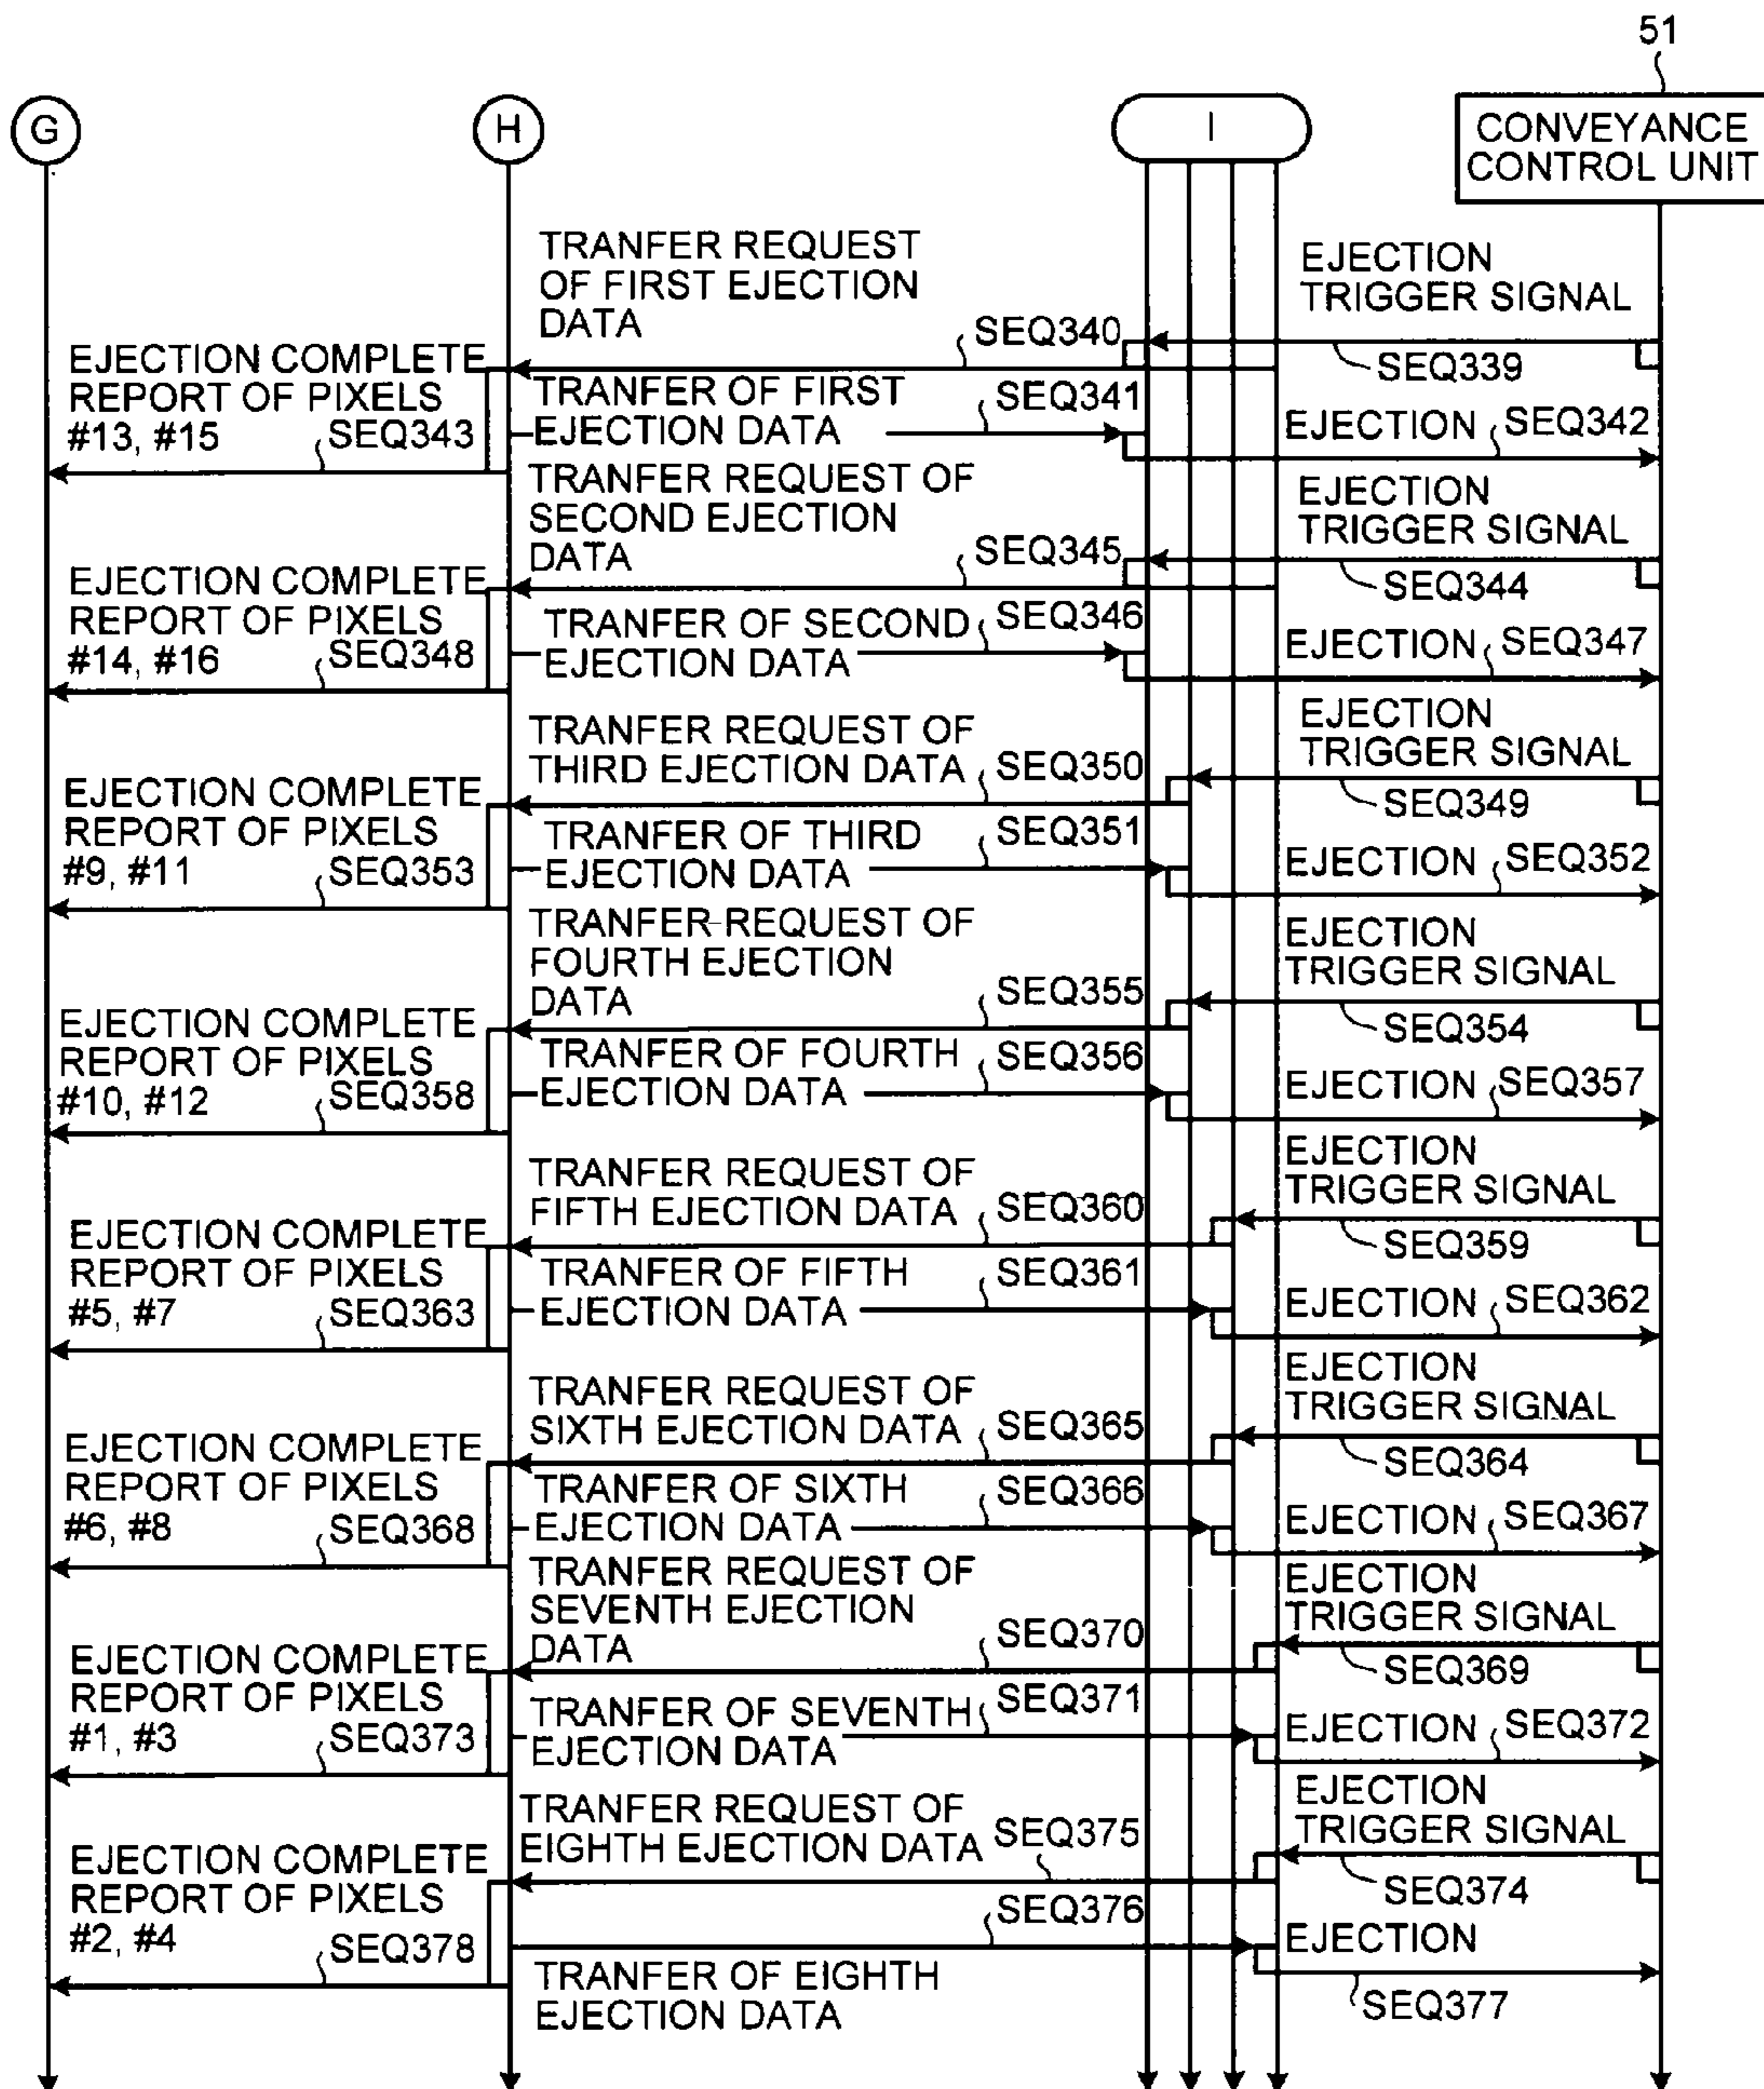 51
G
H
I
CONVEYANCE
CONTROL UNIT
TRANFER REQUEST
OF FIRST EJECTION
DATA
EJECTION
TRIGGER SIGNAL
SEQ340
SEQ339
EJECTION COMPLETE
REPORT OF PIXELS
#13, #15
SEQ343
TRANFER OF FIRST
EJECTION DATA
SEQ341
EJECTION
SEQ342
TRANFER REQUEST OF
SECOND EJECTION
DATA
EJECTION
TRIGGER SIGNAL
SEQ345
SEQ344
EJECTION COMPLETE
REPORT OF PIXELS
#14, #16
SEQ348
TRANFER OF SECOND
EJECTION DATA
SEQ346
EJECTION
SEQ347
TRANFER REQUEST OF
THIRD EJECTION DATA
SEQ350
EJECTION
TRIGGER SIGNAL
SEQ349
EJECTION COMPLETE
REPORT OF PIXELS
#9, #11
SEQ353
TRANFER OF THIRD
EJECTION DATA
SEQ351
EJECTION
SEQ352
TRANFER REQUEST OF
FOURTH EJECTION
DATA
EJECTION
TRIGGER SIGNAL
SEQ355
SEQ354
EJECTION COMPLETE
REPORT OF PIXELS
#10, #12
SEQ358
TRANFER OF FOURTH
EJECTION DATA
SEQ356
EJECTION
SEQ357
TRANFER REQUEST OF
FIFTH EJECTION DATA
SEQ360
EJECTION
TRIGGER SIGNAL
SEQ359
EJECTION COMPLETE
REPORT OF PIXELS
#5, #7
SEQ363
TRANFER OF FIFTH
EJECTION DATA
SEQ361
EJECTION
SEQ362
TRANFER REQUEST OF
SIXTH EJECTION DATA
SEQ365
EJECTION
TRIGGER SIGNAL
SEQ364
EJECTION COMPLETE
REPORT OF PIXELS
#6, #8
SEQ368
TRANFER OF SIXTH
EJECTION DATA
SEQ366
EJECTION
SEQ367
TRANFER REQUEST OF
SEVENTH EJECTION
DATA
EJECTION
TRIGGER SIGNAL
SEQ370
SEQ369
EJECTION COMPLETE
REPORT OF PIXELS
#1, #3
SEQ373
TRANFER OF SEVENTH
EJECTION DATA
SEQ371
EJECTION
SEQ372
TRANFER REQUEST OF
EIGHTH EJECTION DATA
SEQ375
EJECTION
TRIGGER SIGNAL
SEQ374
EJECTION COMPLETE
REPORT OF PIXELS
#2, #4
SEQ378
SEQ376
EJECTION
TRANFER OF EIGHTH
EJECTION DATA
SEQ377